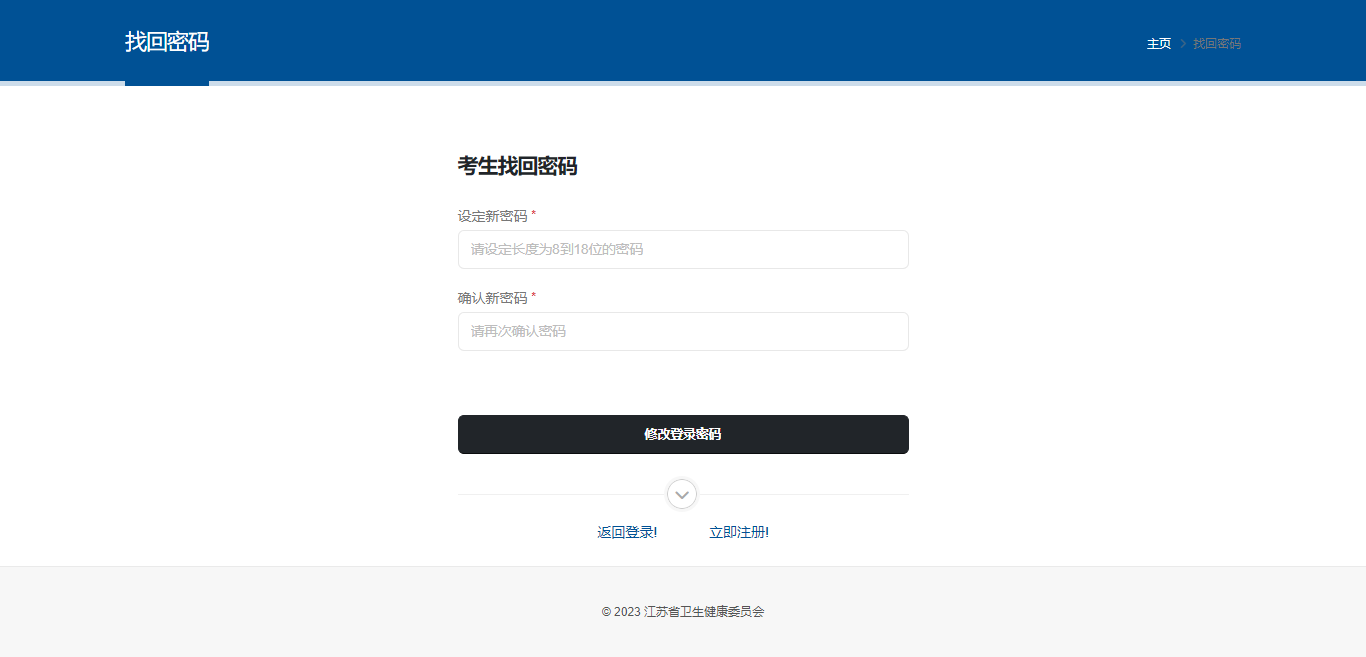 找回密码
主页 > 找回密码
考生找回密码
设定新密码 *
请设定长度为8到18位的密码
确认新密码 *
请再次确认密码
修改登录密码
返回登录! 立即注册!
© 2023 江苏省卫生健康委员会